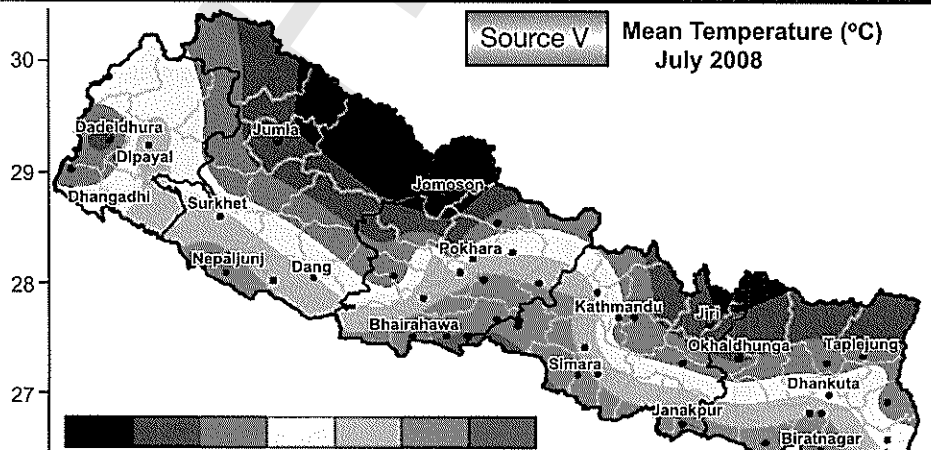 Source V
Mean Temperature (ºC)
July 2008
30
29
28
27
Dadeldhura
Dipayal
Dhangadhi
Jumla
Surkhet
Jomoson
Nepaljunj
Dang
Pokhara
Bhairahawa
Kathmandu
Jiri
Okhaldhunga
Taplejung
Simara
Dhankuta
Janakpur
Biratnagar